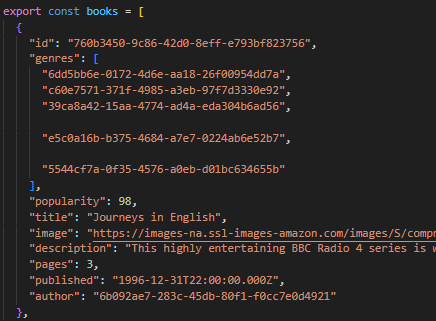 export const books = [
{
"id": "760b3450-9c86-42d0-8eff-e793bf823756",
"genres": [
"6dd5bb6e-0172-4d6e-aa18-26f00954dd7a",
"c60e7571-371f-4985-a3eb-97f7d3330e92",
"39ca8a42-15aa-4774-ad4a-eda304b6ad56",
"e5c0a16b-b375-4684-a7e7-0224ab6e52b7",
"5544cf7a-0f35-4576-a0eb-d01bc634655b"
],
"popularity": 98,
"title": "Journeys in English",
"image": "https://images-na.ssl-images-amazon.com/images/S/compr
"description": "This highly entertaining BBC Radio 4 series is w
"pages": 3,
"published": "1996-12-31T22:00:00.000Z",
"author": "6b092ae7-283c-45db-80f1-f0cc7e0d4921"
},